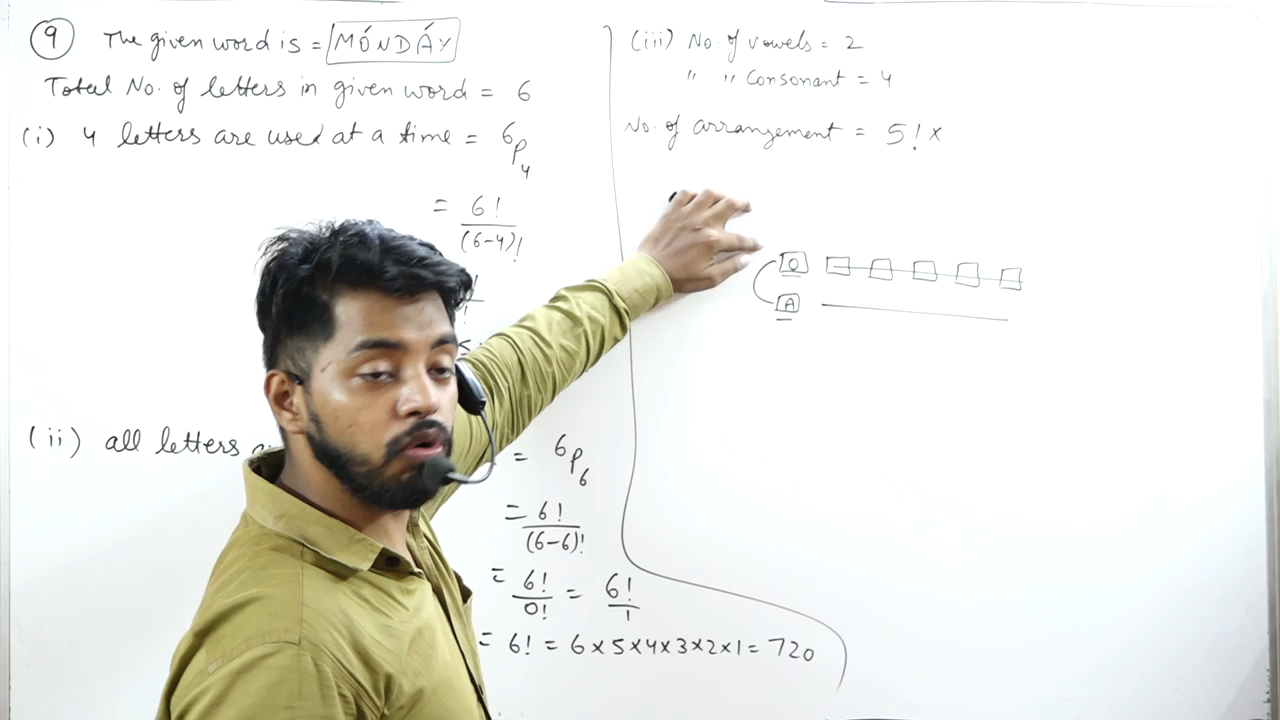 9 The given word is = MÓNDÁY
Total No. of letters in given word = 6
(i) 4 letters are used at a time = 6P4
= 6!
(6-4)!
(ii) all letters
= 6P6
= 6!
(6-6)!
= 6!/0! = 6!/1
= 6! = 6×5×4×3×2×1 = 720
(iii) No. of vowels = 2
" " Consonant = 4
No. of arrangement = 5! ×
O
A